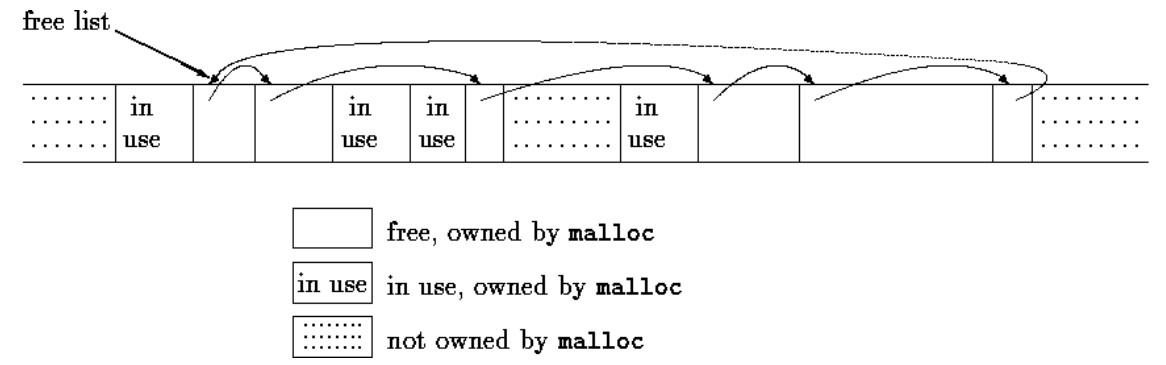 free list
in in in in
use use use use
free, owned by malloc
in use in use, owned by malloc
not owned by malloc